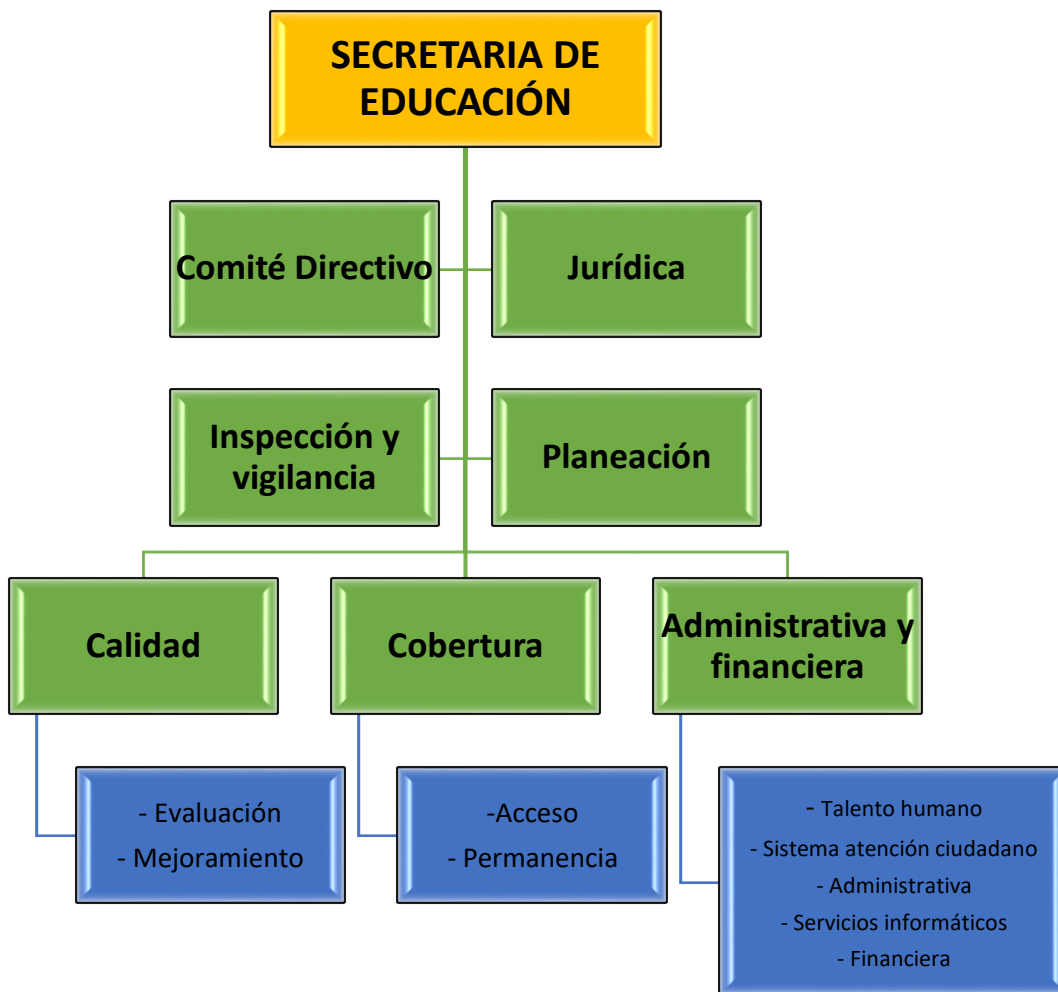 SECRETARIA DE
EDUCACIÓN
Comité Directivo
Jurídica
Inspección y
vigilancia
Planeación
Calidad
Cobertura
Administrativa y
financiera
- Evaluación
- Mejoramiento
-Acceso
- Permanencia
- Talento humano
- Sistema atención ciudadano
- Administrativa
- Servicios informáticos
- Financiera